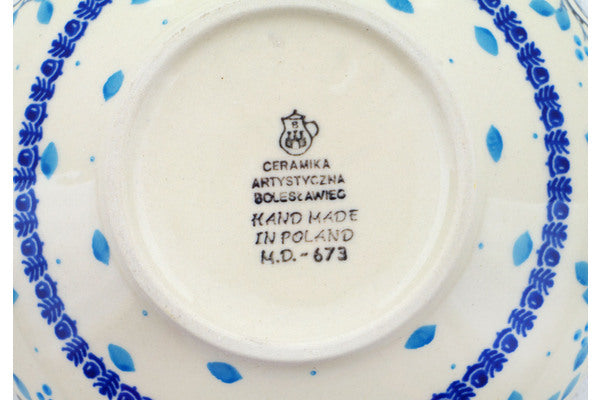 CERAMIKA
ARTYSTYCZNA
BOLESŁAWIEC
HAND MADE
IN POLAND
M.D.-673